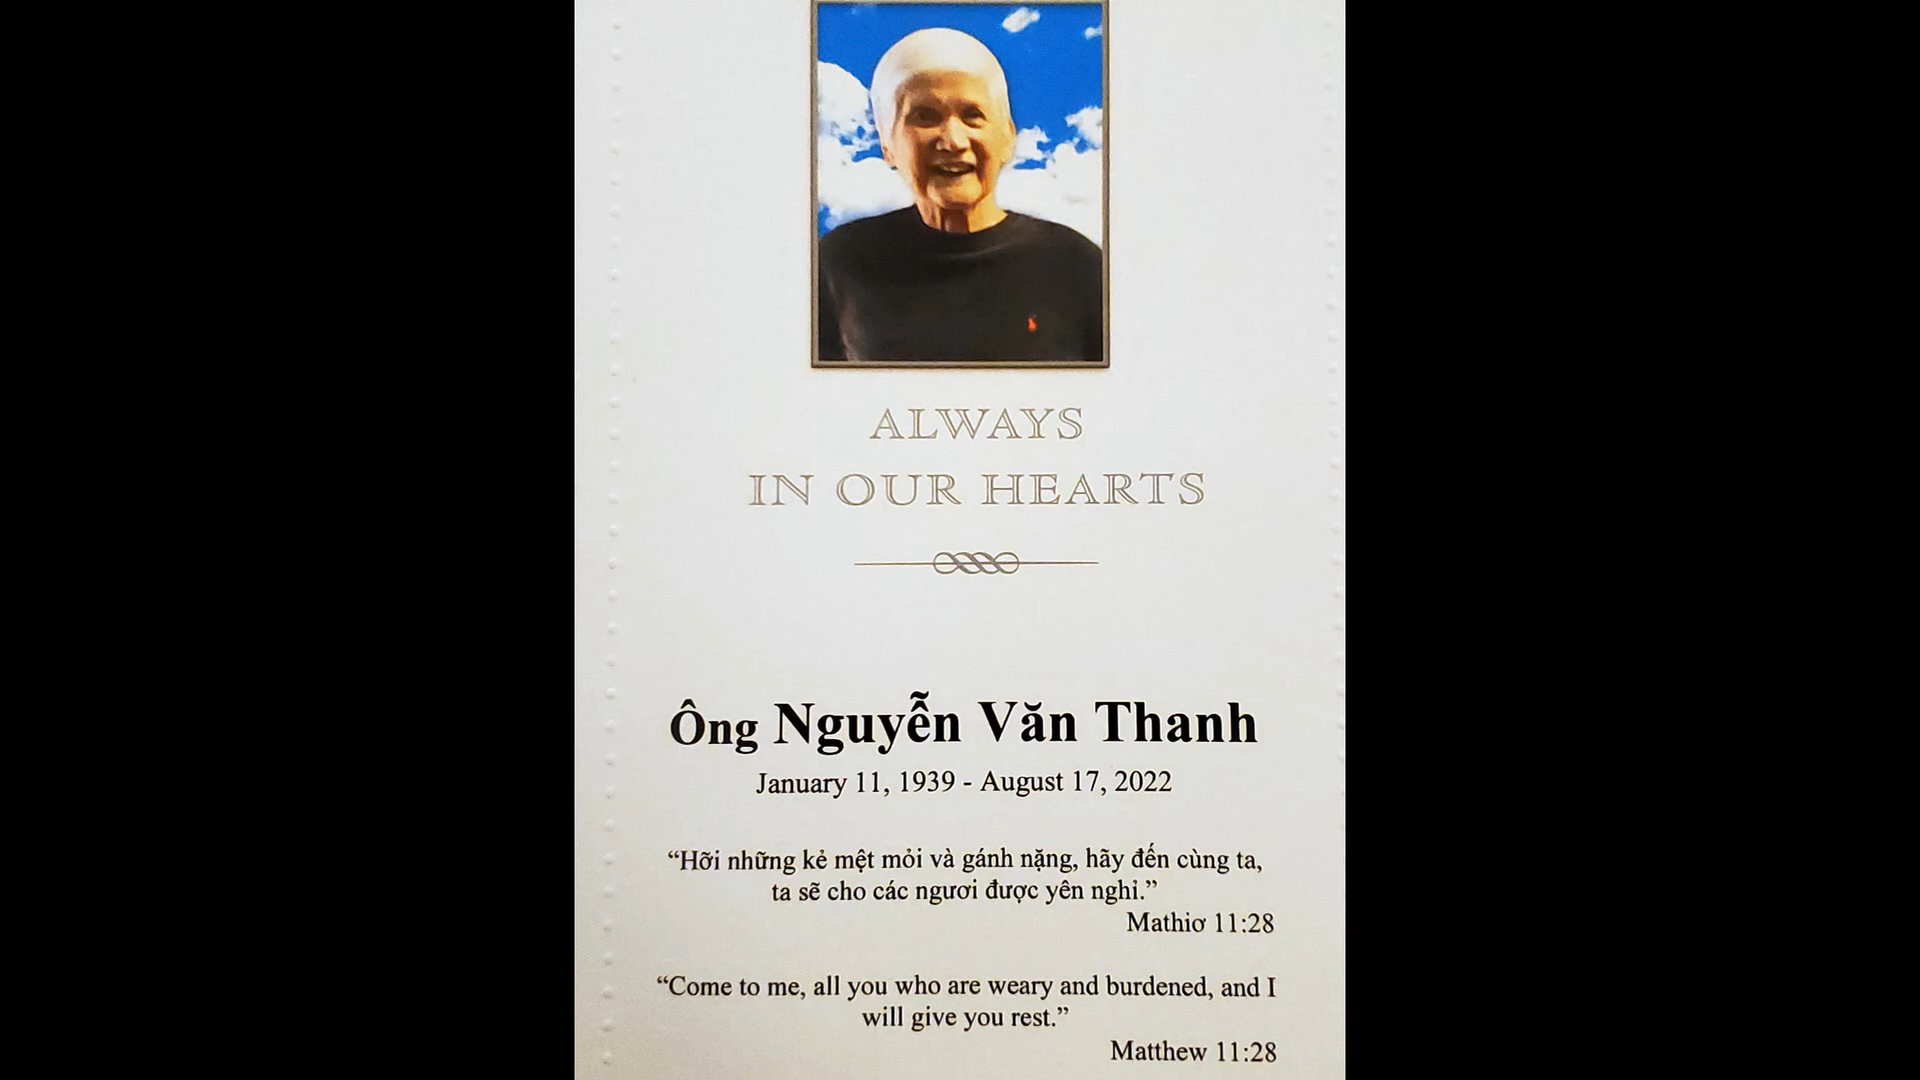 ALWAYS
IN OUR HEARTS
Ông Nguyễn Văn Thanh
January 11, 1939 - August 17, 2022
“Hỡi những kẻ mệt mỏi và gánh nặng, hãy đến cùng ta,
ta sẽ cho các ngươi được yên nghỉ.”
Mathiơ 11:28
“Come to me, all you who are weary and burdened, and I
will give you rest.”
Matthew 11:28